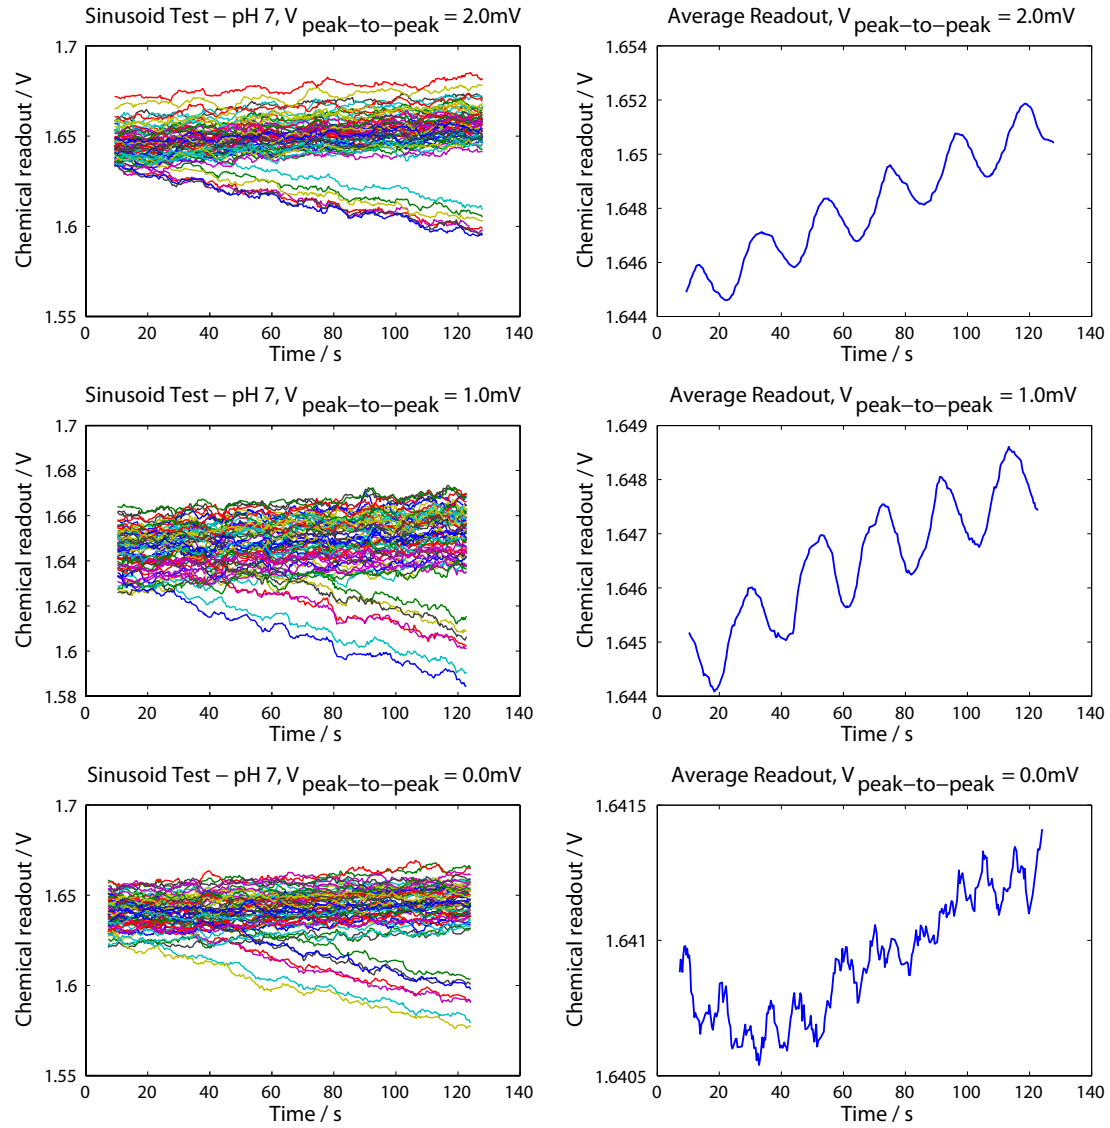 Sinusoid Test − pH 7, V peak−to−peak = 2.0mV
Chemical readout / V
1.7
1.65
1.6
1.55
0 20 40 60 80 100 120 140
Time / s
Average Readout, V peak−to−peak = 2.0mV
Chemical readout / V
1.654
1.652
1.65
1.648
1.646
1.644
0 20 40 60 80 100 120 140
Time / s
Sinusoid Test − pH 7, V peak−to−peak = 1.0mV
Chemical readout / V
1.7
1.68
1.66
1.64
1.62
1.6
1.58
0 20 40 60 80 100 120 140
Time / s
Average Readout, V peak−to−peak = 1.0mV
Chemical readout / V
1.649
1.648
1.647
1.646
1.645
1.644
0 20 40 60 80 100 120 140
Time / s
Sinusoid Test − pH 7, V peak−to−peak = 0.0mV
Chemical readout / V
1.7
1.65
1.6
1.55
0 20 40 60 80 100 120 140
Time / s
Average Readout, V peak−to−peak = 0.0mV
Chemical readout / V
1.6415
1.641
1.6405
0 20 40 60 80 100 120 140
Time / s